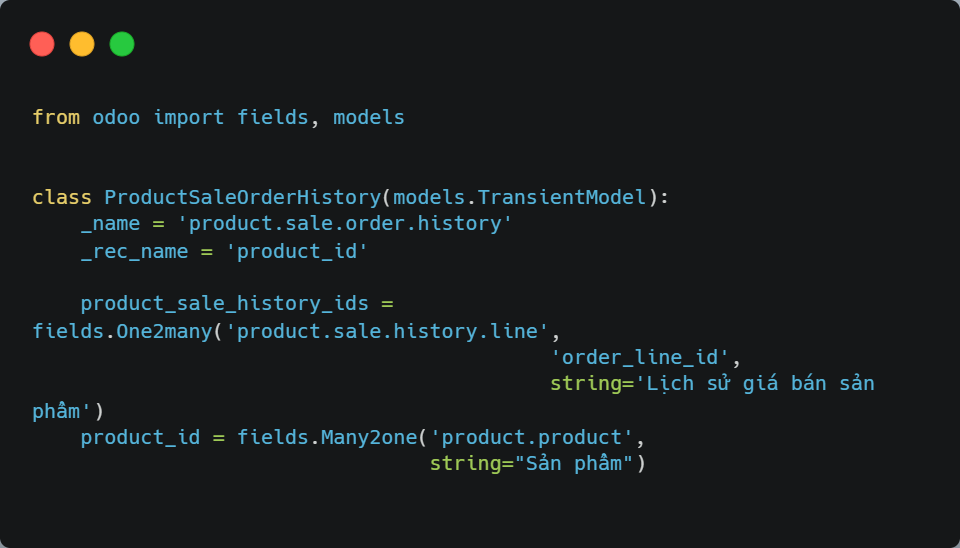 from odoo import fields, models
class ProductSaleOrderHistory(models.TransientModel):
    _name = 'product.sale.order.history'
    _rec_name = 'product_id'
    product_sale_history_ids =
fields.One2many('product.sale.history.line',
                                           'order_line_id',
                                           string='Lịch sử giá bán sản
phẩm')
    product_id = fields.Many2one('product.product',
                                 string="Sản phẩm")